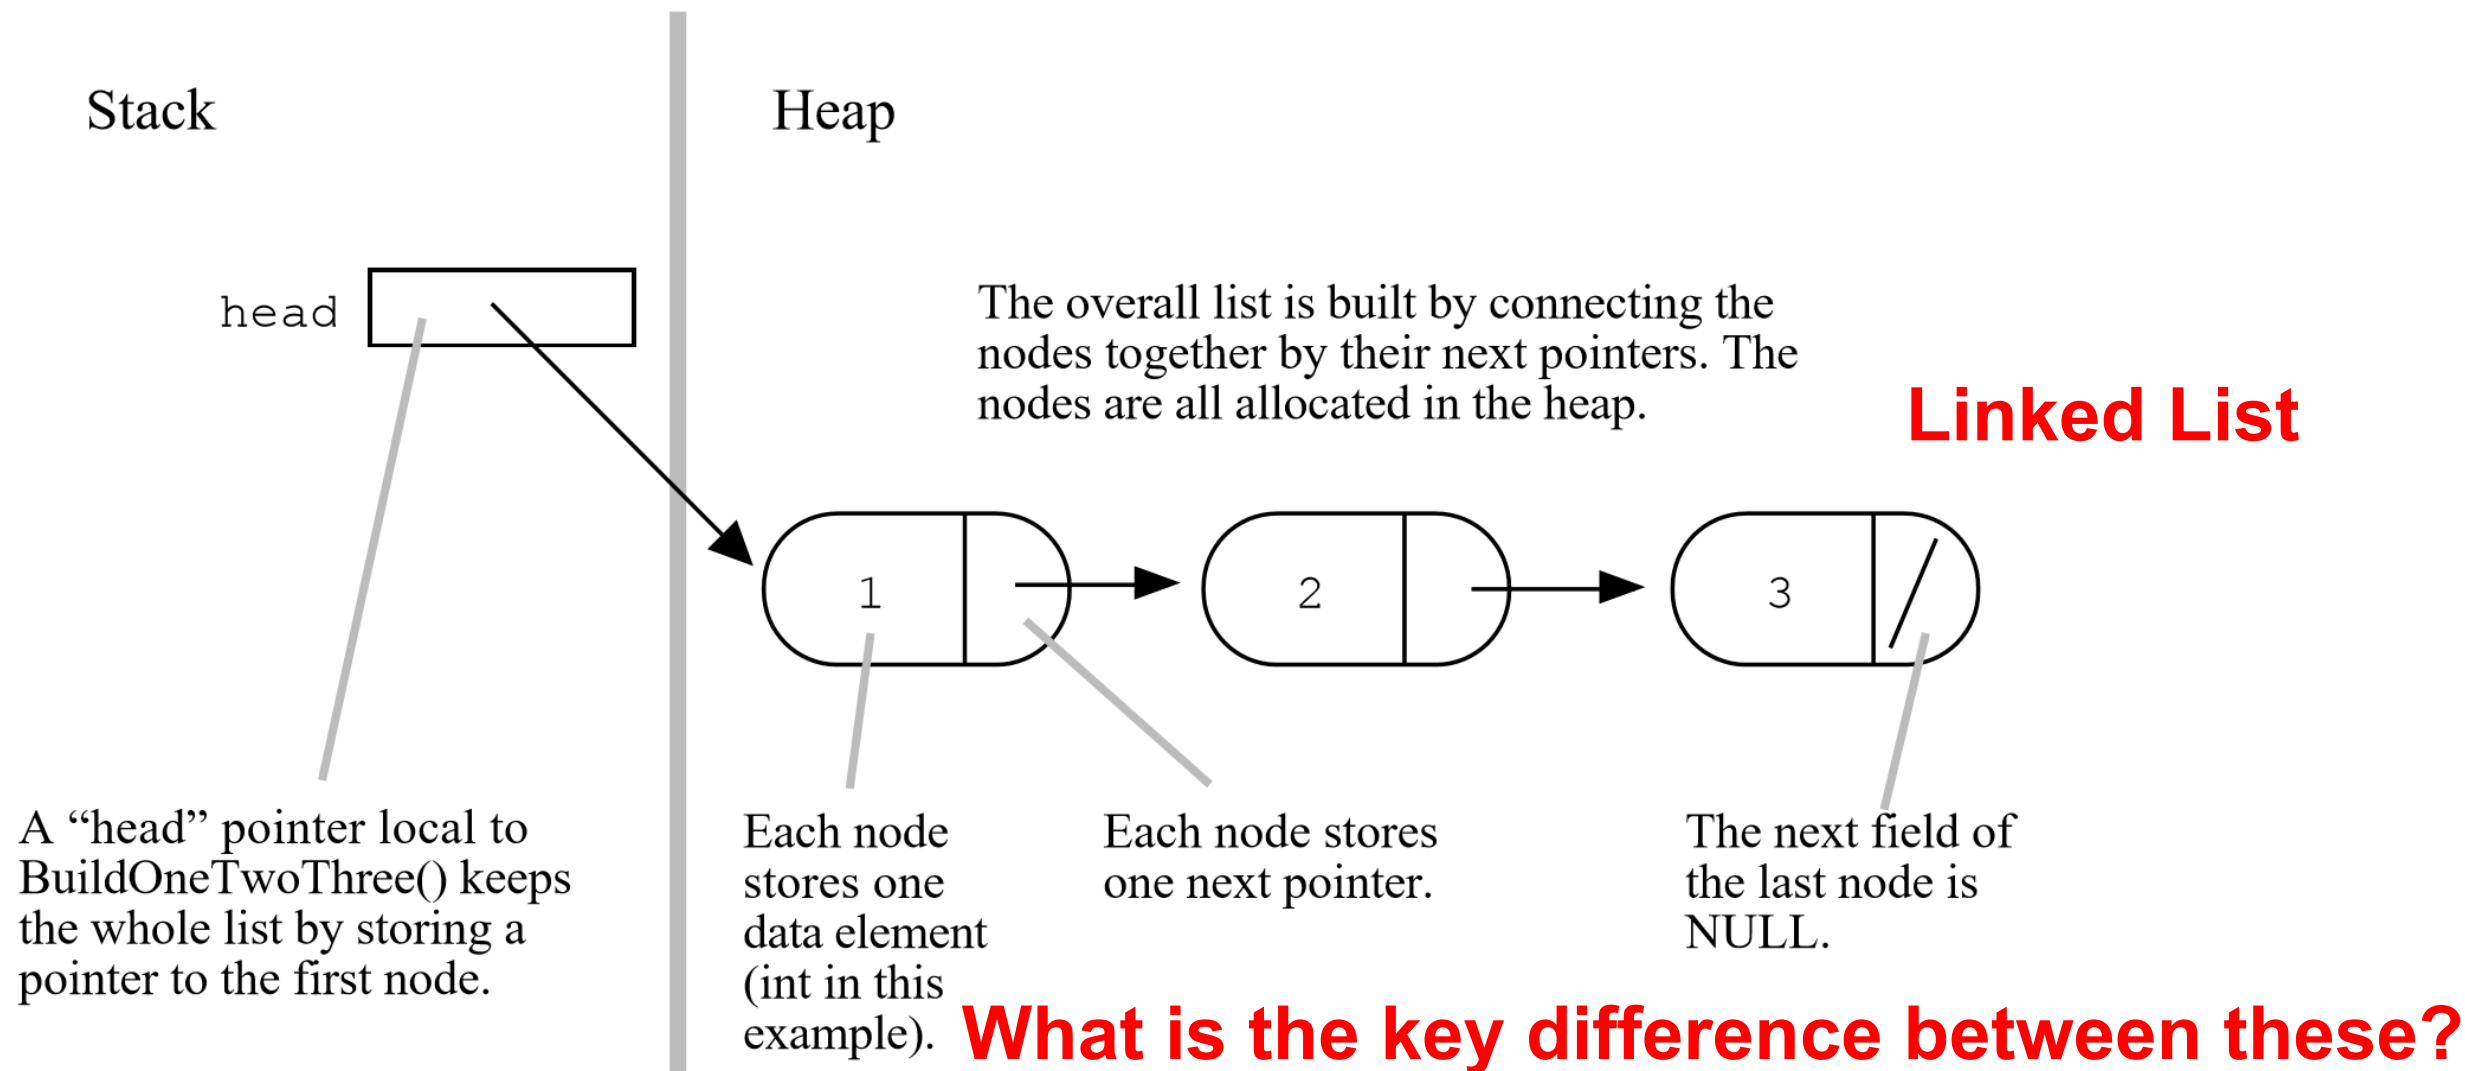 Stack
Heap
head
The overall list is built by connecting the
nodes together by their next pointers. The
nodes are all allocated in the heap.
Linked List
1
2
3
A “head” pointer local to
BuildOneTwoThree() keeps
the whole list by storing a
pointer to the first node.
Each node
stores one
data element
(int in this
example).
Each node stores
one next pointer.
The next field of
the last node is
NULL.
What is the key difference between these?